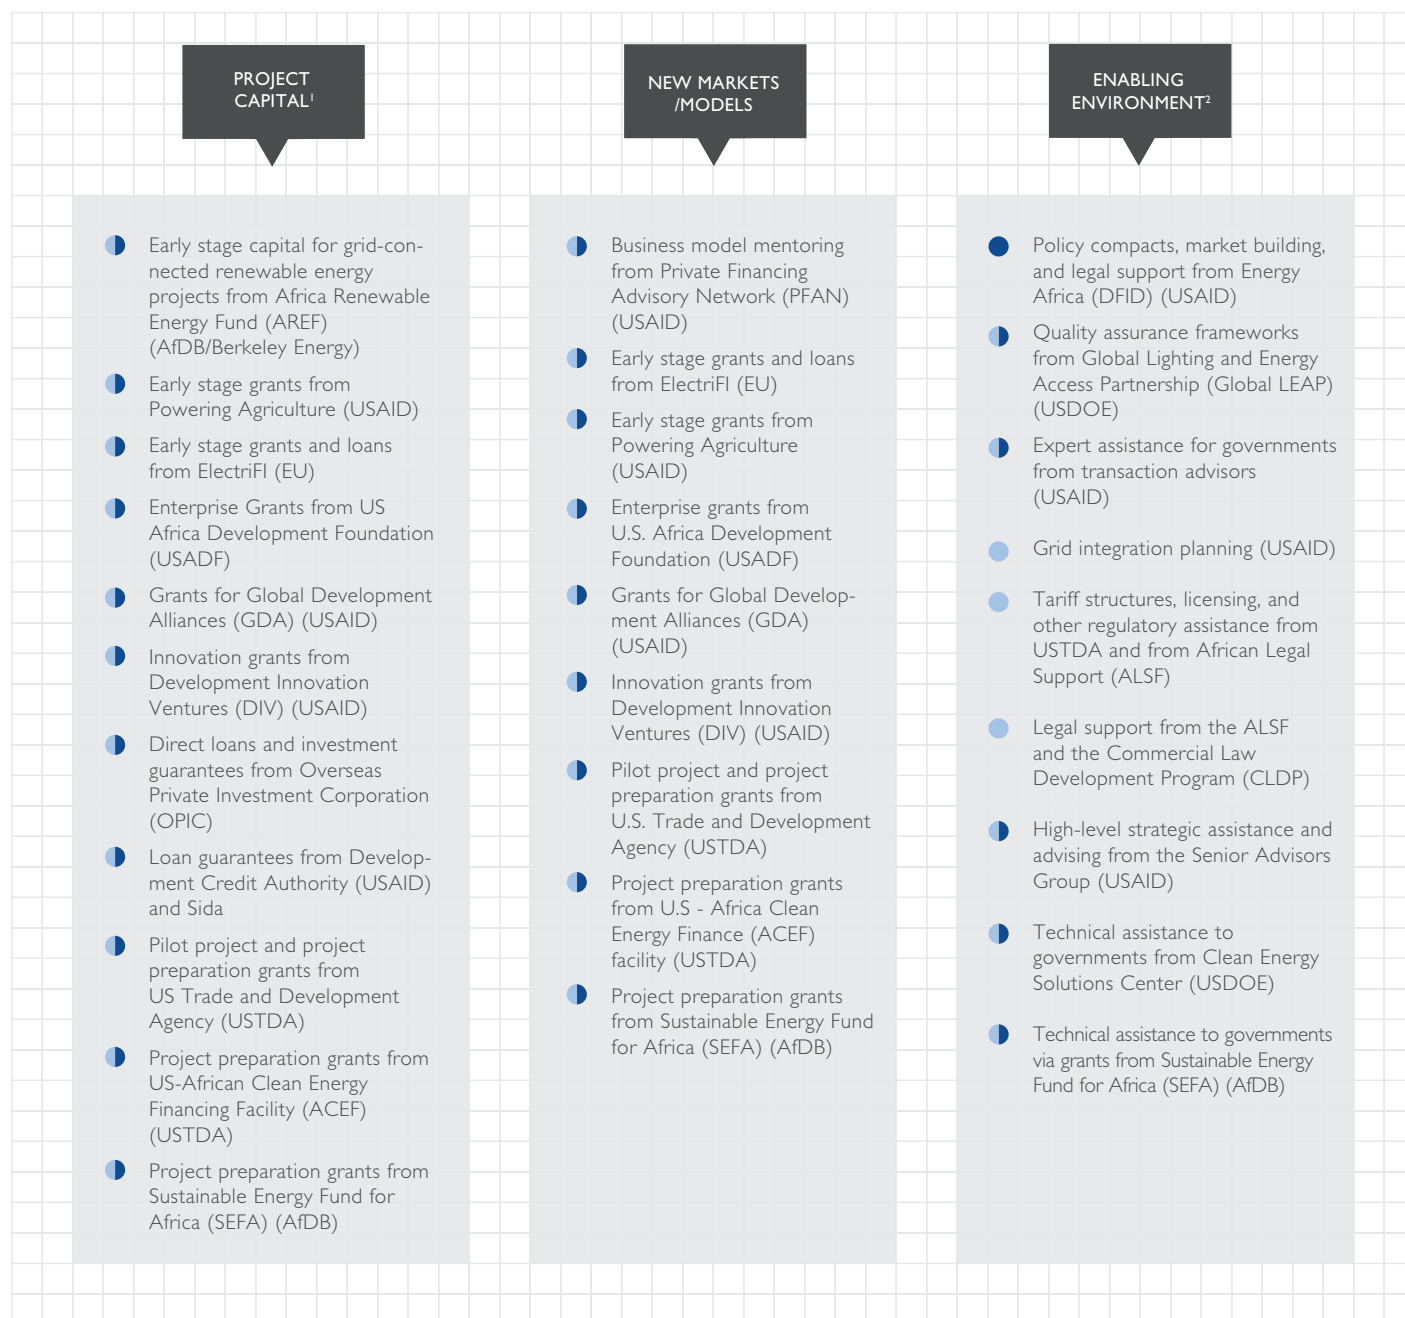 PROJECT
CAPITAL¹
Early stage capital for grid-con-
nected renewable energy
projects from Africa Renewable
Energy Fund (AREF)
(AfDB/Berkeley Energy)
Early stage grants from
Powering Agriculture (USAID)
Early stage grants and loans
from ElectriFI (EU)
Enterprise Grants from US
Africa Development Foundation
(USADF)
Grants for Global Development
Alliances (GDA) (USAID)
Innovation grants from
Development Innovation
Ventures (DIV) (USAID)
Direct loans and investment
guarantees from Overseas
Private Investment Corporation
(OPIC)
Loan guarantees from Develop-
ment Credit Authority (USAID)
and Sida
Pilot project and project
preparation grants from
US Trade and Development
Agency (USTDA)
Project preparation grants from
US-African Clean Energy
Financing Facility (ACEF)
(USTDA)
Project preparation grants from
Sustainable Energy Fund for
Africa (SEFA) (AfDB)
NEW MARKETS
/MODELS
Business model mentoring
from Private Financing
Advisory Network (PFAN)
(USAID)
Early stage grants and loans
from ElectriFI (EU)
Early stage grants from
Powering Agriculture
(USAID)
Enterprise grants from
U.S. Africa Development
Foundation (USADF)
Grants for Global Develop-
ment Alliances (GDA)
(USAID)
Innovation grants from
Development Innovation
Ventures (DIV) (USAID)
Pilot project and project
preparation grants from
U.S. Trade and Development
Agency (USTDA)
Project preparation grants
from U.S - Africa Clean
Energy Finance (ACEF)
facility (USTDA)
Project preparation grants
from Sustainable Energy Fund
for Africa (SEFA) (AfDB)
ENABLING
ENVIRONMENT²
Policy compacts, market building,
and legal support from Energy
Africa (DFID) (USAID)
Quality assurance frameworks
from Global Lighting and Energy
Access Partnership (Global LEAP)
(USDOE)
Expert assistance for governments
from transaction advisors
(USAID)
Grid integration planning (USAID)
Tariff structures, licensing, and
other regulatory assistance from
USTDA and from African Legal
Support (ALSF)
Legal support from the ALSF
and the Commercial Law
Development Program (CLDP)
High-level strategic assistance and
advising from the Senior Advisors
Group (USAID)
Technical assistance to
governments from Clean Energy
Solutions Center (USDOE)
Technical assistance to governments
via grants from Sustainable Energy
Fund for Africa (SEFA) (AfDB)